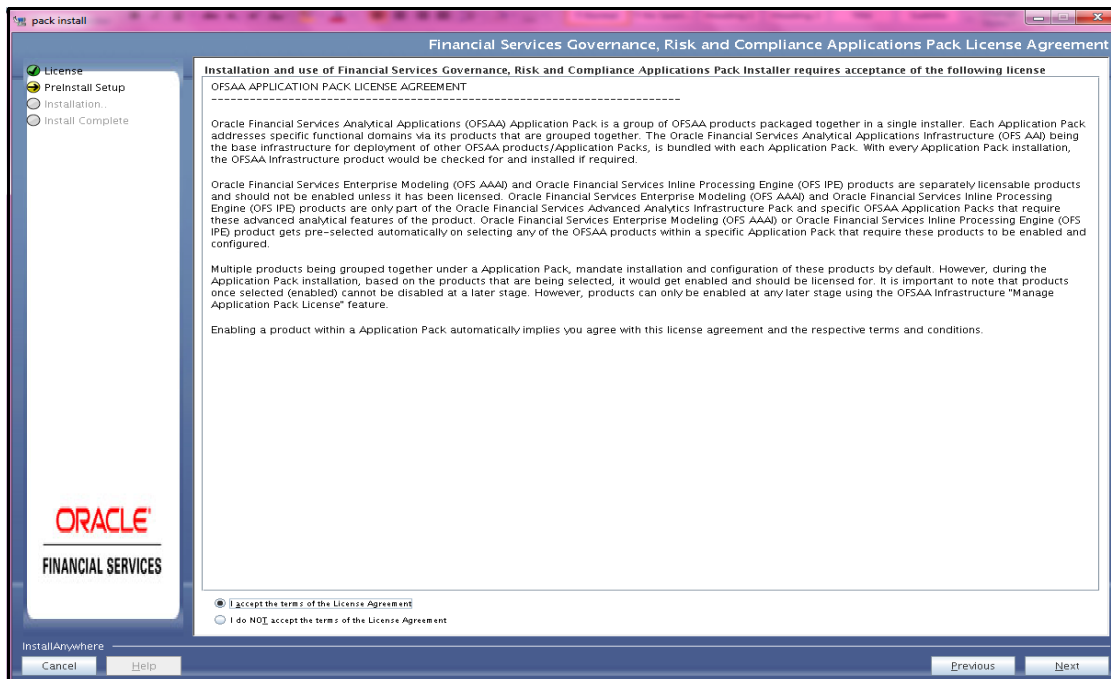 pack install
Financial Services Governance, Risk and Compliance Applications Pack License Agreement
License
PreInstall Setup
Installation..
Install Complete
Installation and use of Financial Services Governance, Risk and Compliance Applications Pack Installer requires acceptance of the following license
OFSAA APPLICATION PACK LICENSE AGREEMENT
-------------------------------------------------------------------------
Oracle Financial Services Analytical Applications (OFSAA) Application Pack is a group of OFSAA products packaged together in a single installer. Each Application Pack
addresses specific functional domains via its products that are grouped together. The Oracle Financial Services Analytical Applications Infrastructure (OFS AAI) being
the base infrastructure for deployment of other OFSAA products/Application Packs, is bundled with each Application Pack. With every Application Pack installation,
the OFSAA Infrastructure product would be checked for and installed if required.
Oracle Financial Services Enterprise Modeling (OFS AAAI) and Oracle Financial Services Inline Processing Engine (OFS IPE) products are separately licensable products
and should not be enabled unless it has been licensed. Oracle Financial Services Enterprise Modeling (OFS AAAI) and Oracle Financial Services Inline Processing
Engine (OFS IPE) products are only part of the Oracle Financial Services Advanced Analytics Infrastructure Pack and specific OFSAA Application Packs that require
these advanced analytical features of the product. Oracle Financial Services Enterprise Modeling (OFS AAAI) or Oracle Financial Services Inline Processing Engine (OFS
IPE) product gets pre-selected automatically on selecting any of the OFSAA products within a specific Application Pack that require these products to be enabled and
configured.
Multiple products being grouped together under a Application Pack, mandate installation and configuration of these products by default. However, during the
Application Pack installation, based on the products that are being selected, it would get enabled and should be licensed for. It is important to note that products
once selected (enabled) cannot be disabled at a later stage. However, products can only be enabled at any later stage using the OFSAA Infrastructure "Manage
Application Pack License" feature.
Enabling a product within a Application Pack automatically implies you agree with this license agreement and the respective terms and conditions.
ORACLE'
FINANCIAL SERVICES
I accept the terms of the License Agreement
I do NOT accept the terms of the License Agreement
InstallAnywhere
Cancel
Help
Previous
Next